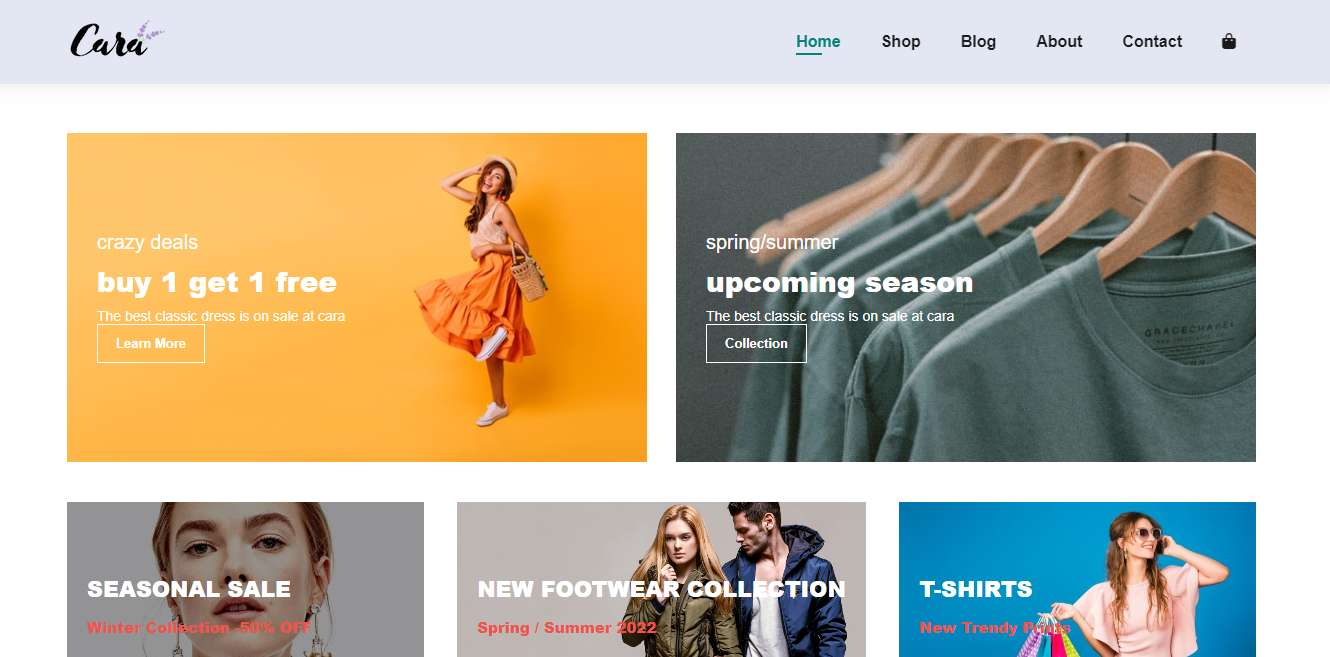 Cara
Home Shop Blog About Contact
crazy deals
buy 1 get 1 free
The best classic dress is on sale at cara
Learn More
spring/summer
upcoming season
The best classic dress is on sale at cara
Collection
GRACECHAPEL
SEASONAL SALE
Winter Collection -50% OFF
NEW FOOTWEAR COLLECTION
Spring / Summer 2022
T-SHIRTS
New Trendy Prints